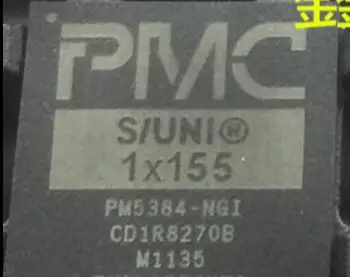 PMC
S/UNI®
1x155
PM5384-NGI
CD1R8270B
M1135